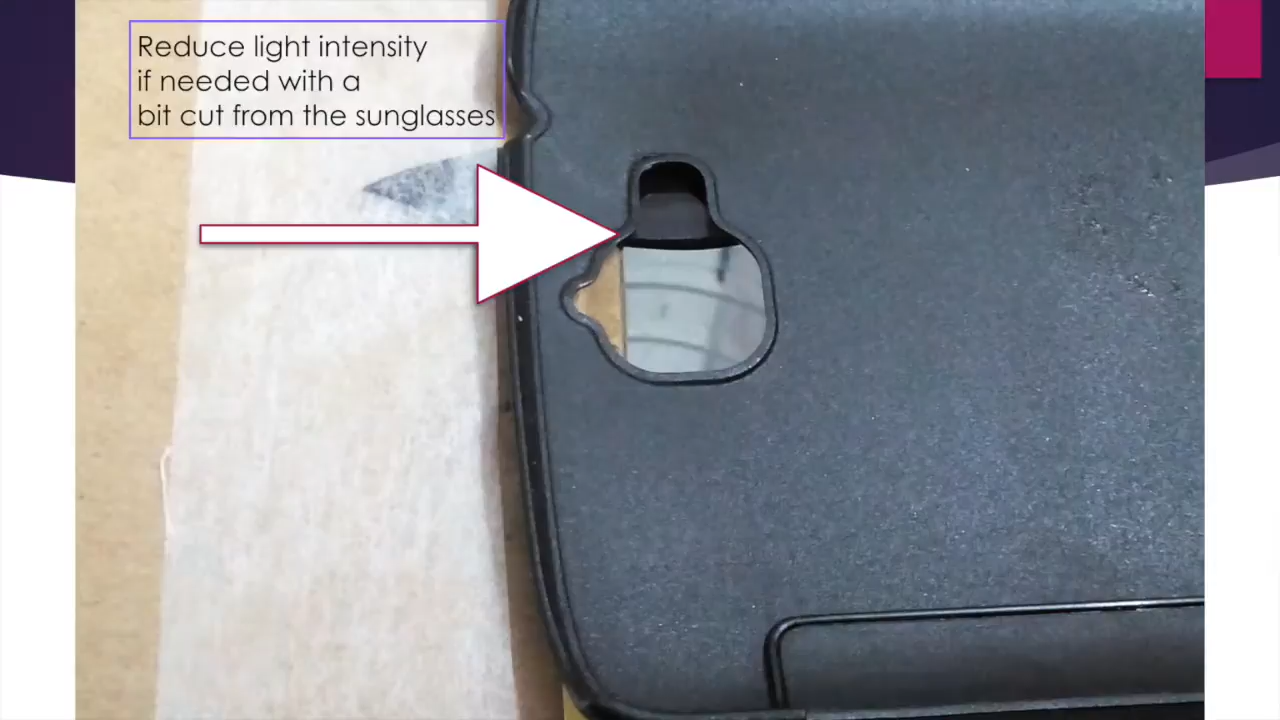 Reduce light intensity
if needed with a
bit cut from the sunglasses